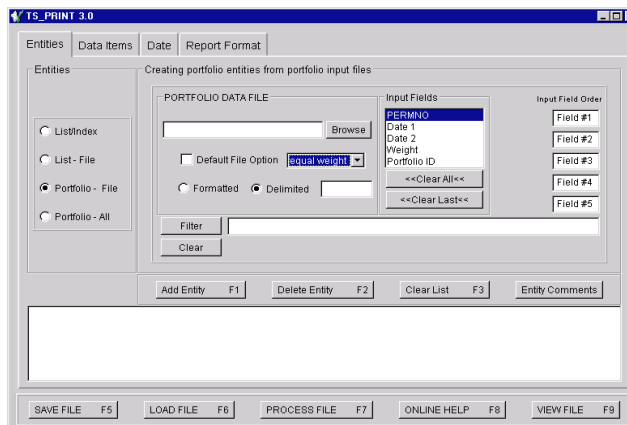 TS_PRINT 3.0
Entities Data Items Date Report Format
Entities
List/Index
List - File
Portfolio - File
Portfolio - All
Creating portfolio entities from portfolio input files
PORTFOLIO DATA FILE
Browse
Default File Option equal weight
Formatted Delimited
Input Fields
PERMNO
Date 1
Date 2
Weight
Portfolio ID
<<Clear All<<
<<Clear Last<<
Input Field Order
Field #1
Field #2
Field #3
Field #4
Field #5
Filter
Clear
Add Entity F1 Delete Entity F2 Clear List F3 Entity Comments
SAVE FILE F5 LOAD FILE F6 PROCESS FILE F7 ONLINE HELP F8 VIEW FILE F9